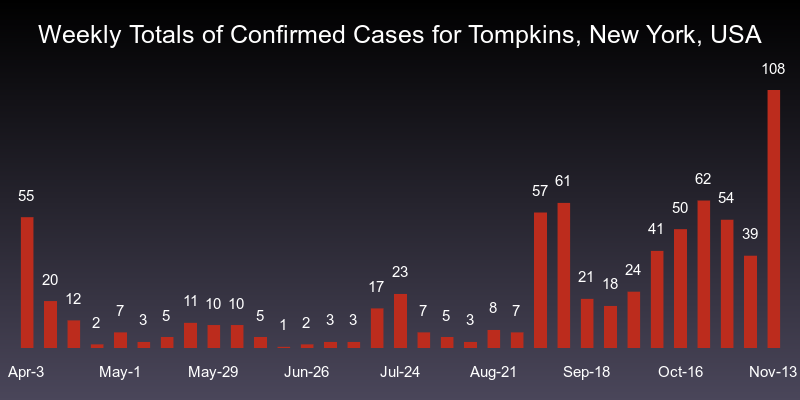 Weekly Totals of Confirmed Cases for Tompkins, New York, USA
55 20 12 2 7 3 5 11 10 10 5 1 2 3 3 17 23 7 5 3 8 7 57 61 21 18 24 41 50 62 54 39 108
Apr-3 May-1 May-29 Jun-26 Jul-24 Aug-21 Sep-18 Oct-16 Nov-13